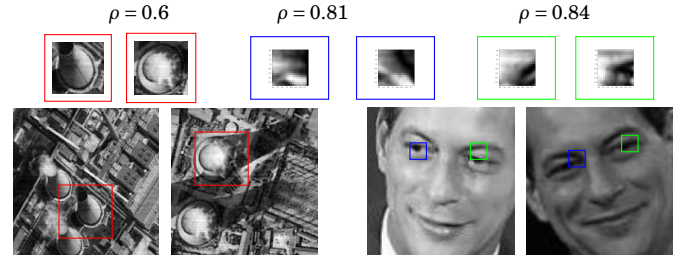 ρ = 0.6 ρ = 0.81 ρ = 0.84